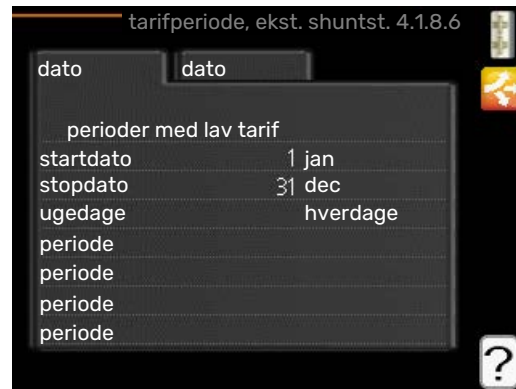 tarifperiode, ekst. shuntst. 4.1.8.6
dato dato
perioder med lav tarif
startdato 1 jan
stopdato 31 dec
ugedage hverdage
periode
periode
periode
periode
?